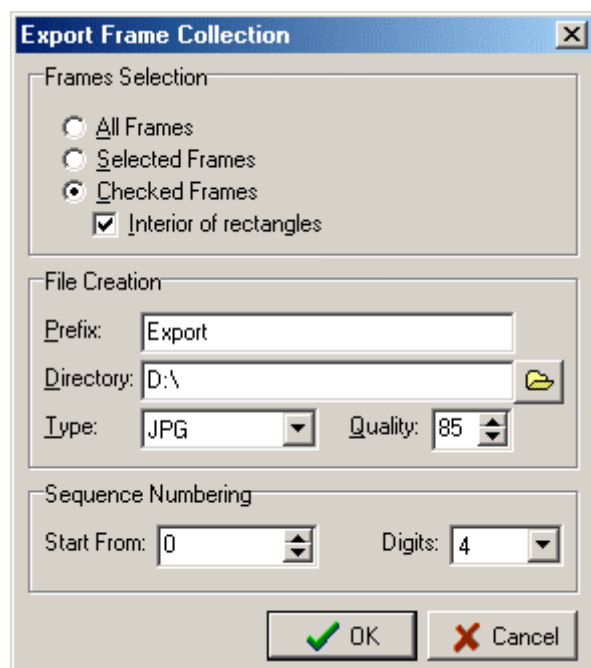 Export Frame Collection
Frames Selection
All Frames
Selected Frames
Checked Frames
Interior of rectangles
File Creation
Prefix: Export
Directory: D:\
Type: JPG Quality: 85
Sequence Numbering
Start From: 0 Digits: 4
OK Cancel